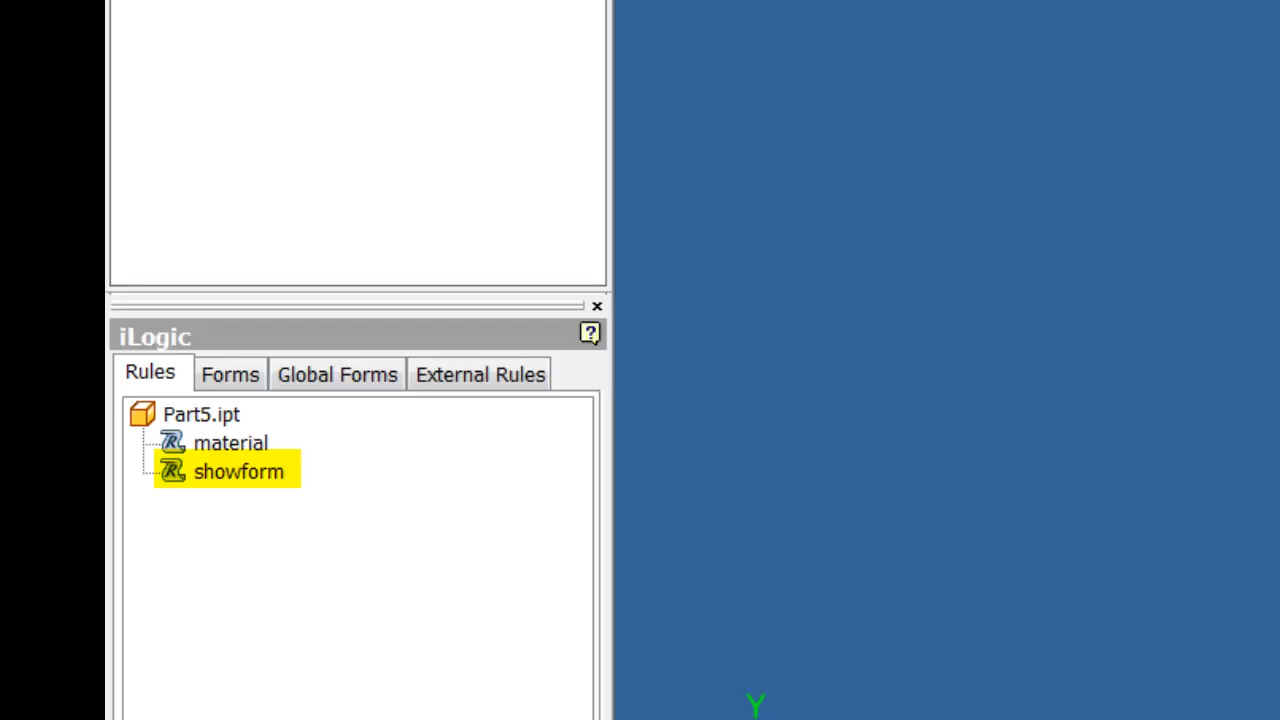 iLogic
Rules Forms Global Forms External Rules
Part5.ipt
material
showform
Y